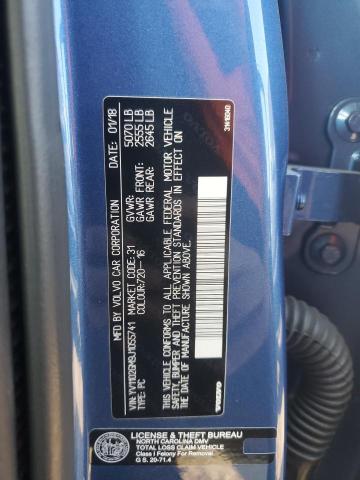 MFD BY VOLVO CAR CORPORATION DATE: 01/18
GVWR: 5070 LB
GAWR FRONT: 2555 LB
GAWR REAR: 2645 LB
MARKET CODE: 31
TYPE: PC COLOUR:720-16
THIS VEHICLE CONFORMS TO ALL APPLICABLE FEDERAL MOTOR VEHICLE SAFETY,
BUMPER, AND THEFT PREVENTION STANDARDS IN EFFECT ON
THE DATE OF MANUFACTURE SHOWN ABOVE.
VOLVO
31416040
LICENSE & THEFT BUREAU
NORTH CAROLINA DMV
TOTAL LOSS CLAIM VEHICLE
Class I Felony For Removal
G.S. 20-71.4